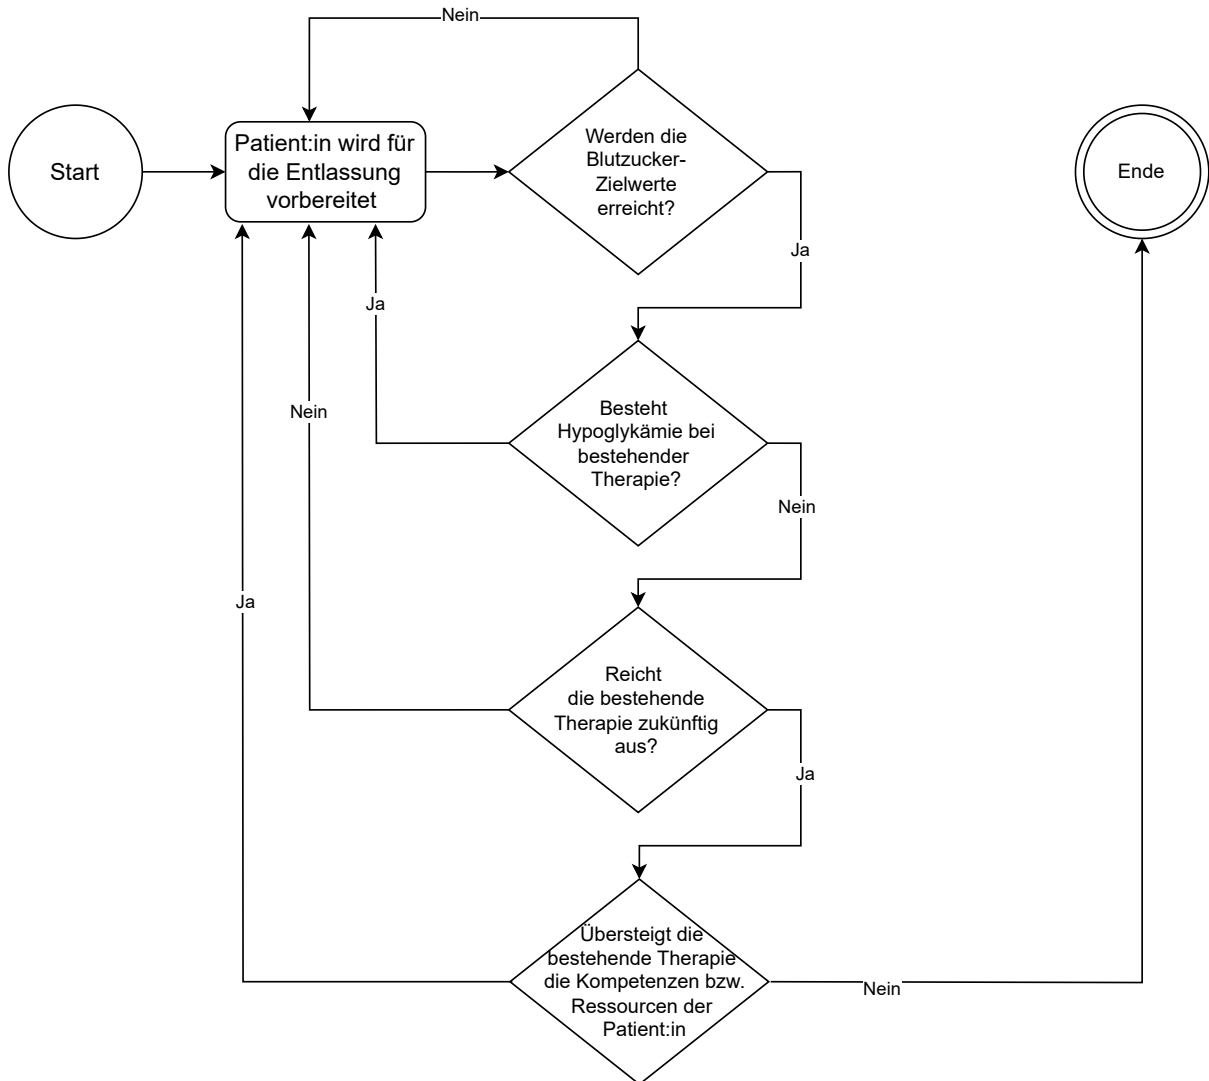 Nein
Start
Patient:in wird für
die Entlassung
vorbereitet
Werden die
Blutzucker-
Zielwerte
erreicht?
Ende
Ja
Ja
Besteht
Hypoglykämie bei
bestehender
Therapie?
Nein
Nein
Ja
Reicht
die bestehende
Therapie zukünftig
aus?
Ja
Übersteigt die
bestehende Therapie
die Kompetenzen bzw.
Ressourcen der
Patient:in
Nein